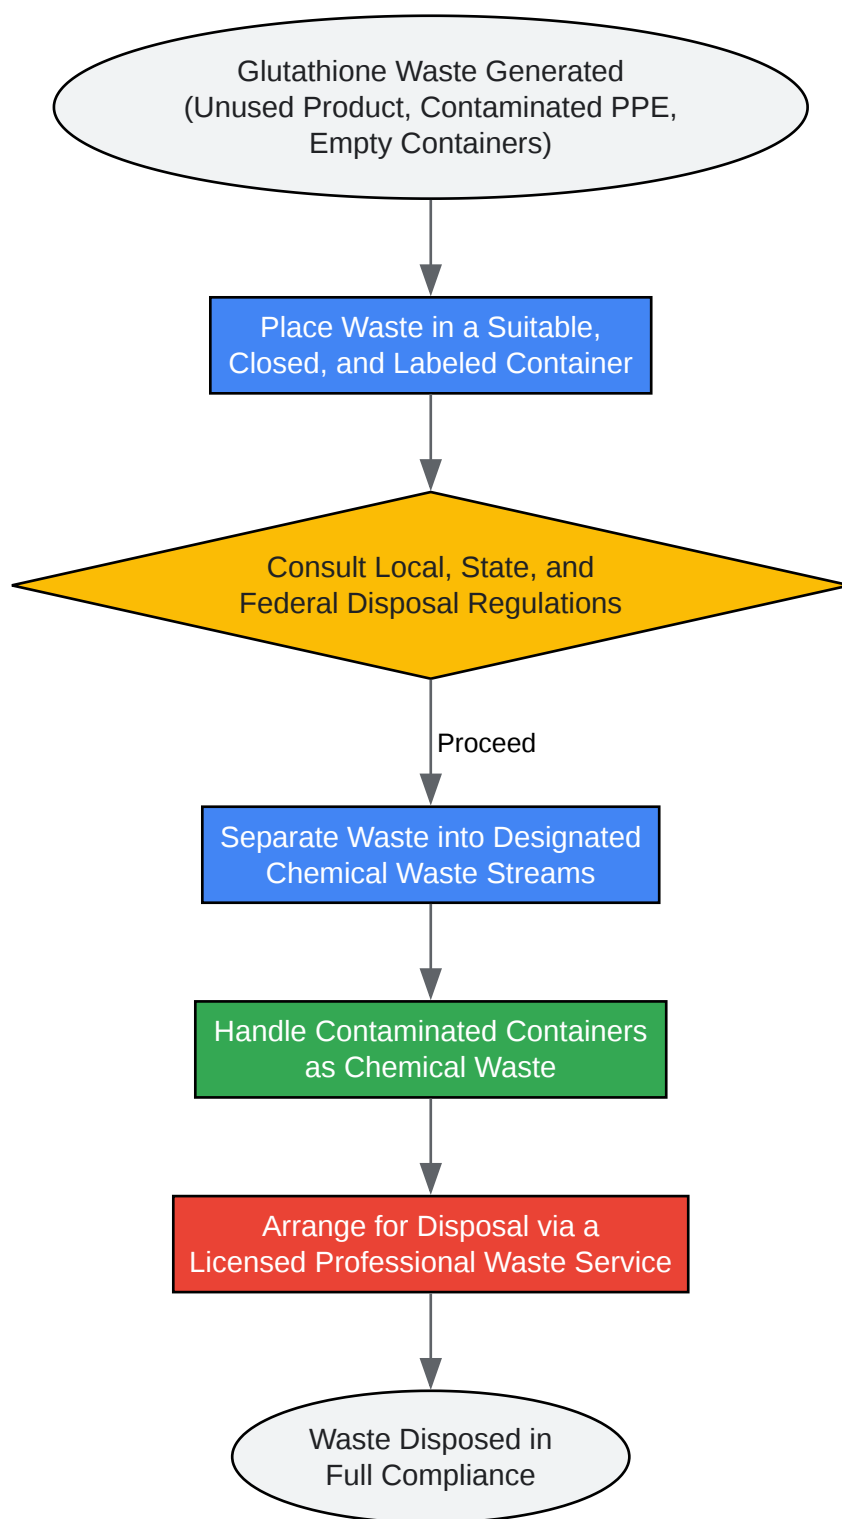 Glutathione Waste Generated
(Unused Product, Contaminated PPE,
Empty Containers)
Place Waste in a Suitable,
Closed, and Labeled Container
Consult Local, State, and
Federal Disposal Regulations
Proceed
Separate Waste into Designated
Chemical Waste Streams
Handle Contaminated Containers
as Chemical Waste
Arrange for Disposal via a
Licensed Professional Waste Service
Waste Disposed in
Full Compliance